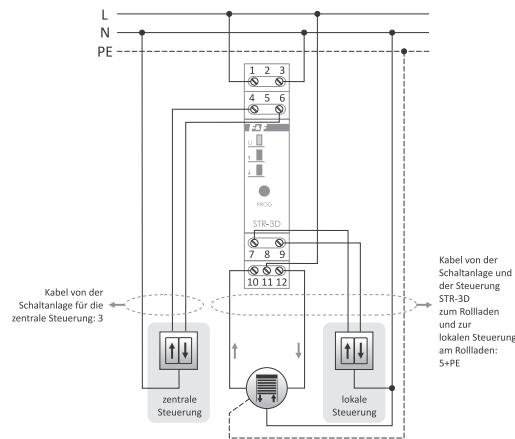 L
N
PE
1 2 3
4 5 6
F&F
U
PROG
STR-3D
7 8 9
10 11 12
Kabel von der
Schaltanlage für die
zentrale Steuerung: 3
Kabel von der
Schaltanlage und
der Steuerung
STR-3D
zum Rollladen
und zur
lokalen Steuerung
am Rollladen:
5+PE
zentrale
Steuerung
lokale
Steuerung